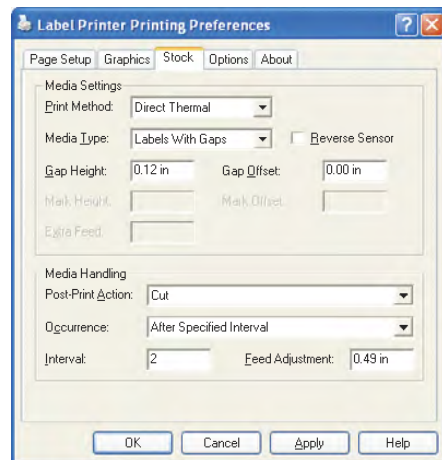 Label Printer Printing Preferences
Page Setup Graphics Stock Options About
Media Settings
Print Method: Direct Thermal
Media Type: Labels With Gaps Reverse Sensor
Gap Height: 0.12 in Gap Offset: 0.00 in
Mark Height: Mark Offset:
Extra Feed:
Media Handling
Post-Print Action: Cut
Occurrence: After Specified Interval
Interval: 2 Feed Adjustment: 0.49 in
OK Cancel Apply Help